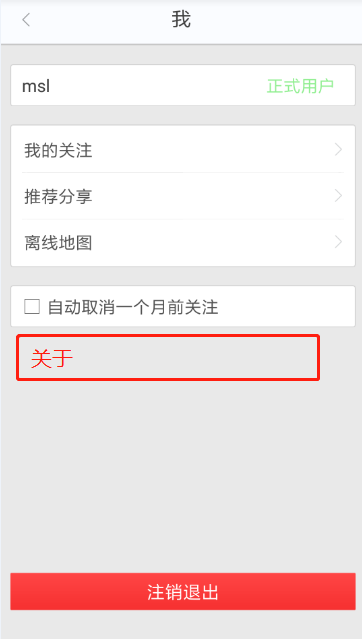 我
msl 正式用户
我的关注
推荐分享
离线地图
自动取消一个月前关注
关于
注销退出